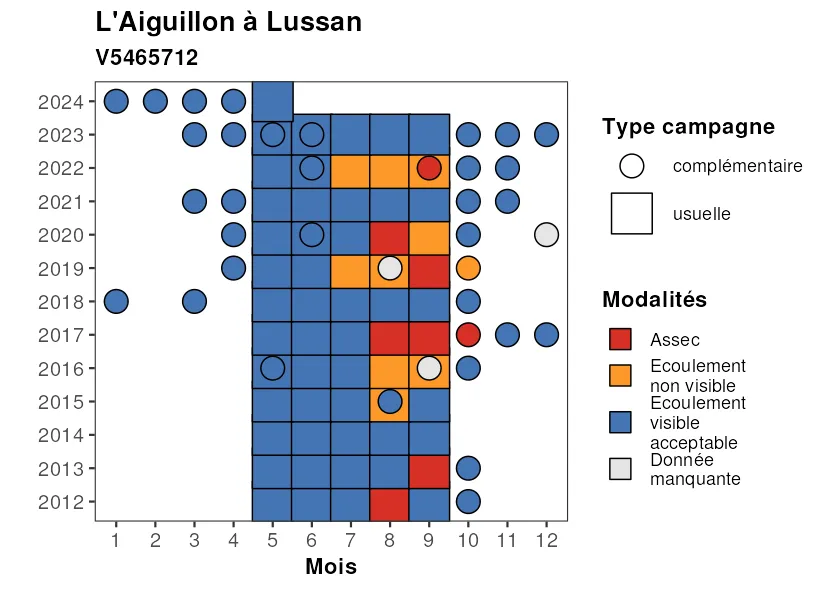 L'Aiguillon à Lussan
V5465712
2024
2023
2022
2021
2020
2019
2018
2017
2016
2015
2014
2013
2012
1 2 3 4 5 6 7 8 9 10 11 12
Mois
Type campagne
complémentaire
usuelle
Modalités
Assec
Ecoulement
non visible
Ecoulement
visible
acceptable
Donnée
manquante